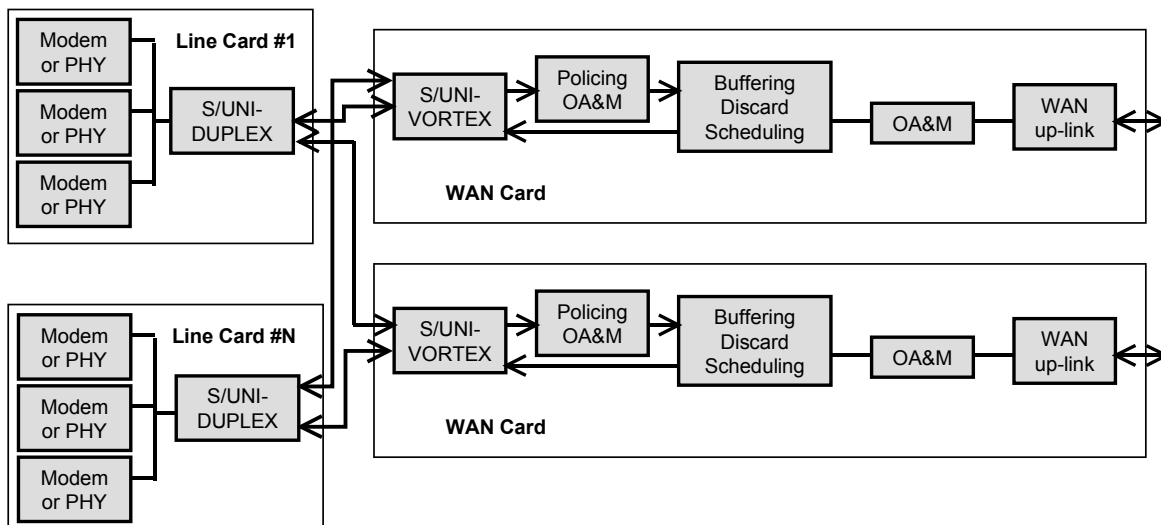 Line Card #1
Modem
or PHY
Modem
or PHY
Modem
or PHY
S/UNI-
DUPLEX
S/UNI-
VORTEX
Policing
OA&M
Buffering
Discard
Scheduling
OA&M
WAN
up-link
WAN Card
Line Card #N
Modem
or PHY
Modem
or PHY
Modem
or PHY
S/UNI-
DUPLEX
S/UNI-
VORTEX
Policing
OA&M
Buffering
Discard
Scheduling
OA&M
WAN
up-link
WAN Card